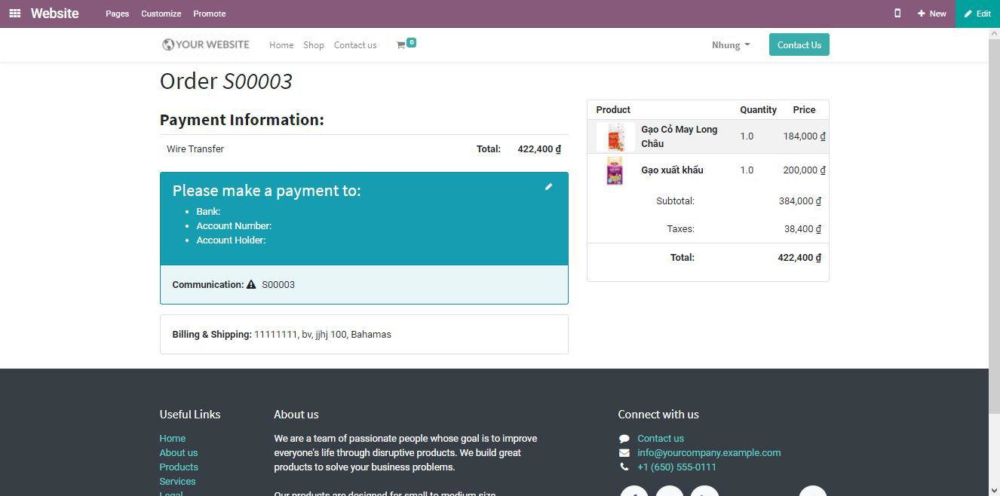 Website Pages Customize Promote + New Edit
YOUR WEBSITE Home Shop Contact us 0 Nhung Contact Us
Order S00003
Payment Information:
Wire Transfer Total: 422,400 ₫
Please make a payment to:
• Bank:
• Account Number:
• Account Holder:
Communication: S00003
Billing & Shipping: 11111111, bv, jjhj 100, Bahamas
Product Quantity Price
Gạo Cỏ May Long
Châu
1.0 184,000 ₫
Gạo xuất khẩu 1.0 200,000 ₫
Subtotal: 384,000 ₫
Taxes: 38,400 ₫
Total: 422,400 ₫
Useful Links
Home
About us
Products
Services
Legal
About us
We are a team of passionate people whose goal is to improve
everyone's life through disruptive products. We build great
products to solve your business problems.
Our products are designed for small to medium size
Connect with us
Contact us
info@yourcompany.example.com
+1 (650) 555-0111